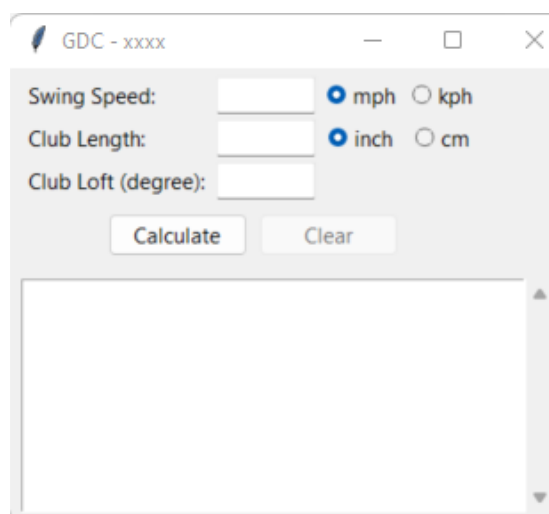 GDC - xxxx
Swing Speed: mph kph
Club Length: inch cm
Club Loft (degree):
Calculate Clear